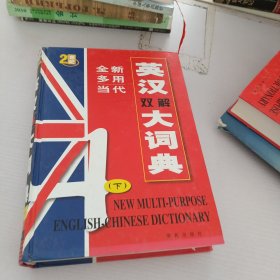 全新
多用
当代
英汉
双解
大词典
(下)
NEW MULTI-PURPOSE
ENGLISH-CHINESE DICTIONARY